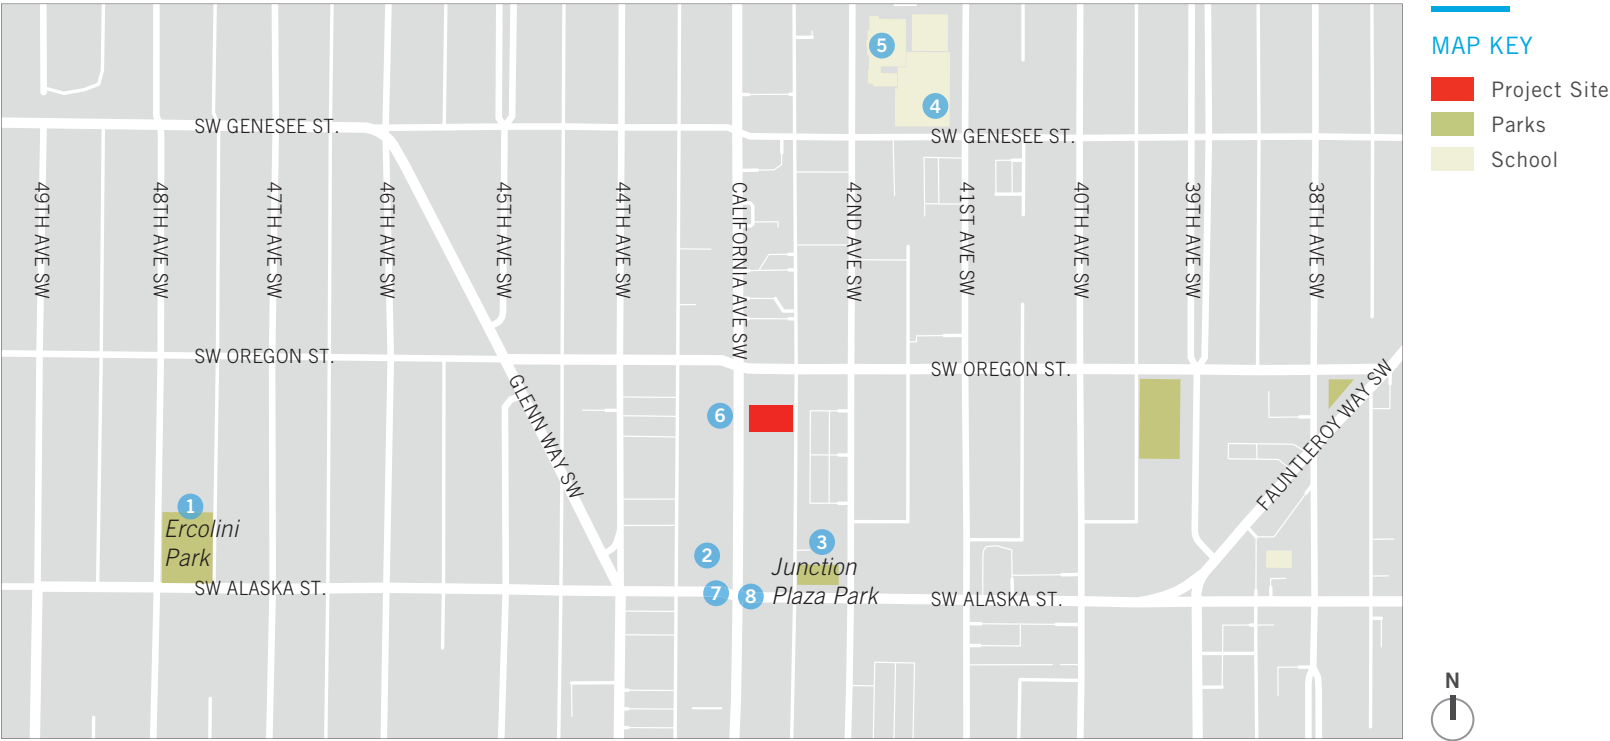 MAP KEY
Project Site
Parks
School
N
5
4
SW GENESEE ST.
SW GENESEE ST.
49TH AVE SW
48TH AVE SW
47TH AVE SW
46TH AVE SW
45TH AVE SW
44TH AVE SW
CALIFORNIA AVE SW
42ND AVE SW
41ST AVE SW
40TH AVE SW
39TH AVE SW
38TH AVE SW
SW OREGON ST.
SW OREGON ST.
GLENN WAY SW
FAUNTLEROY WAY SW
6
1
Ercolini
Park
2
3
Junction
Plaza Park
7
8
SW ALASKA ST.
SW ALASKA ST.